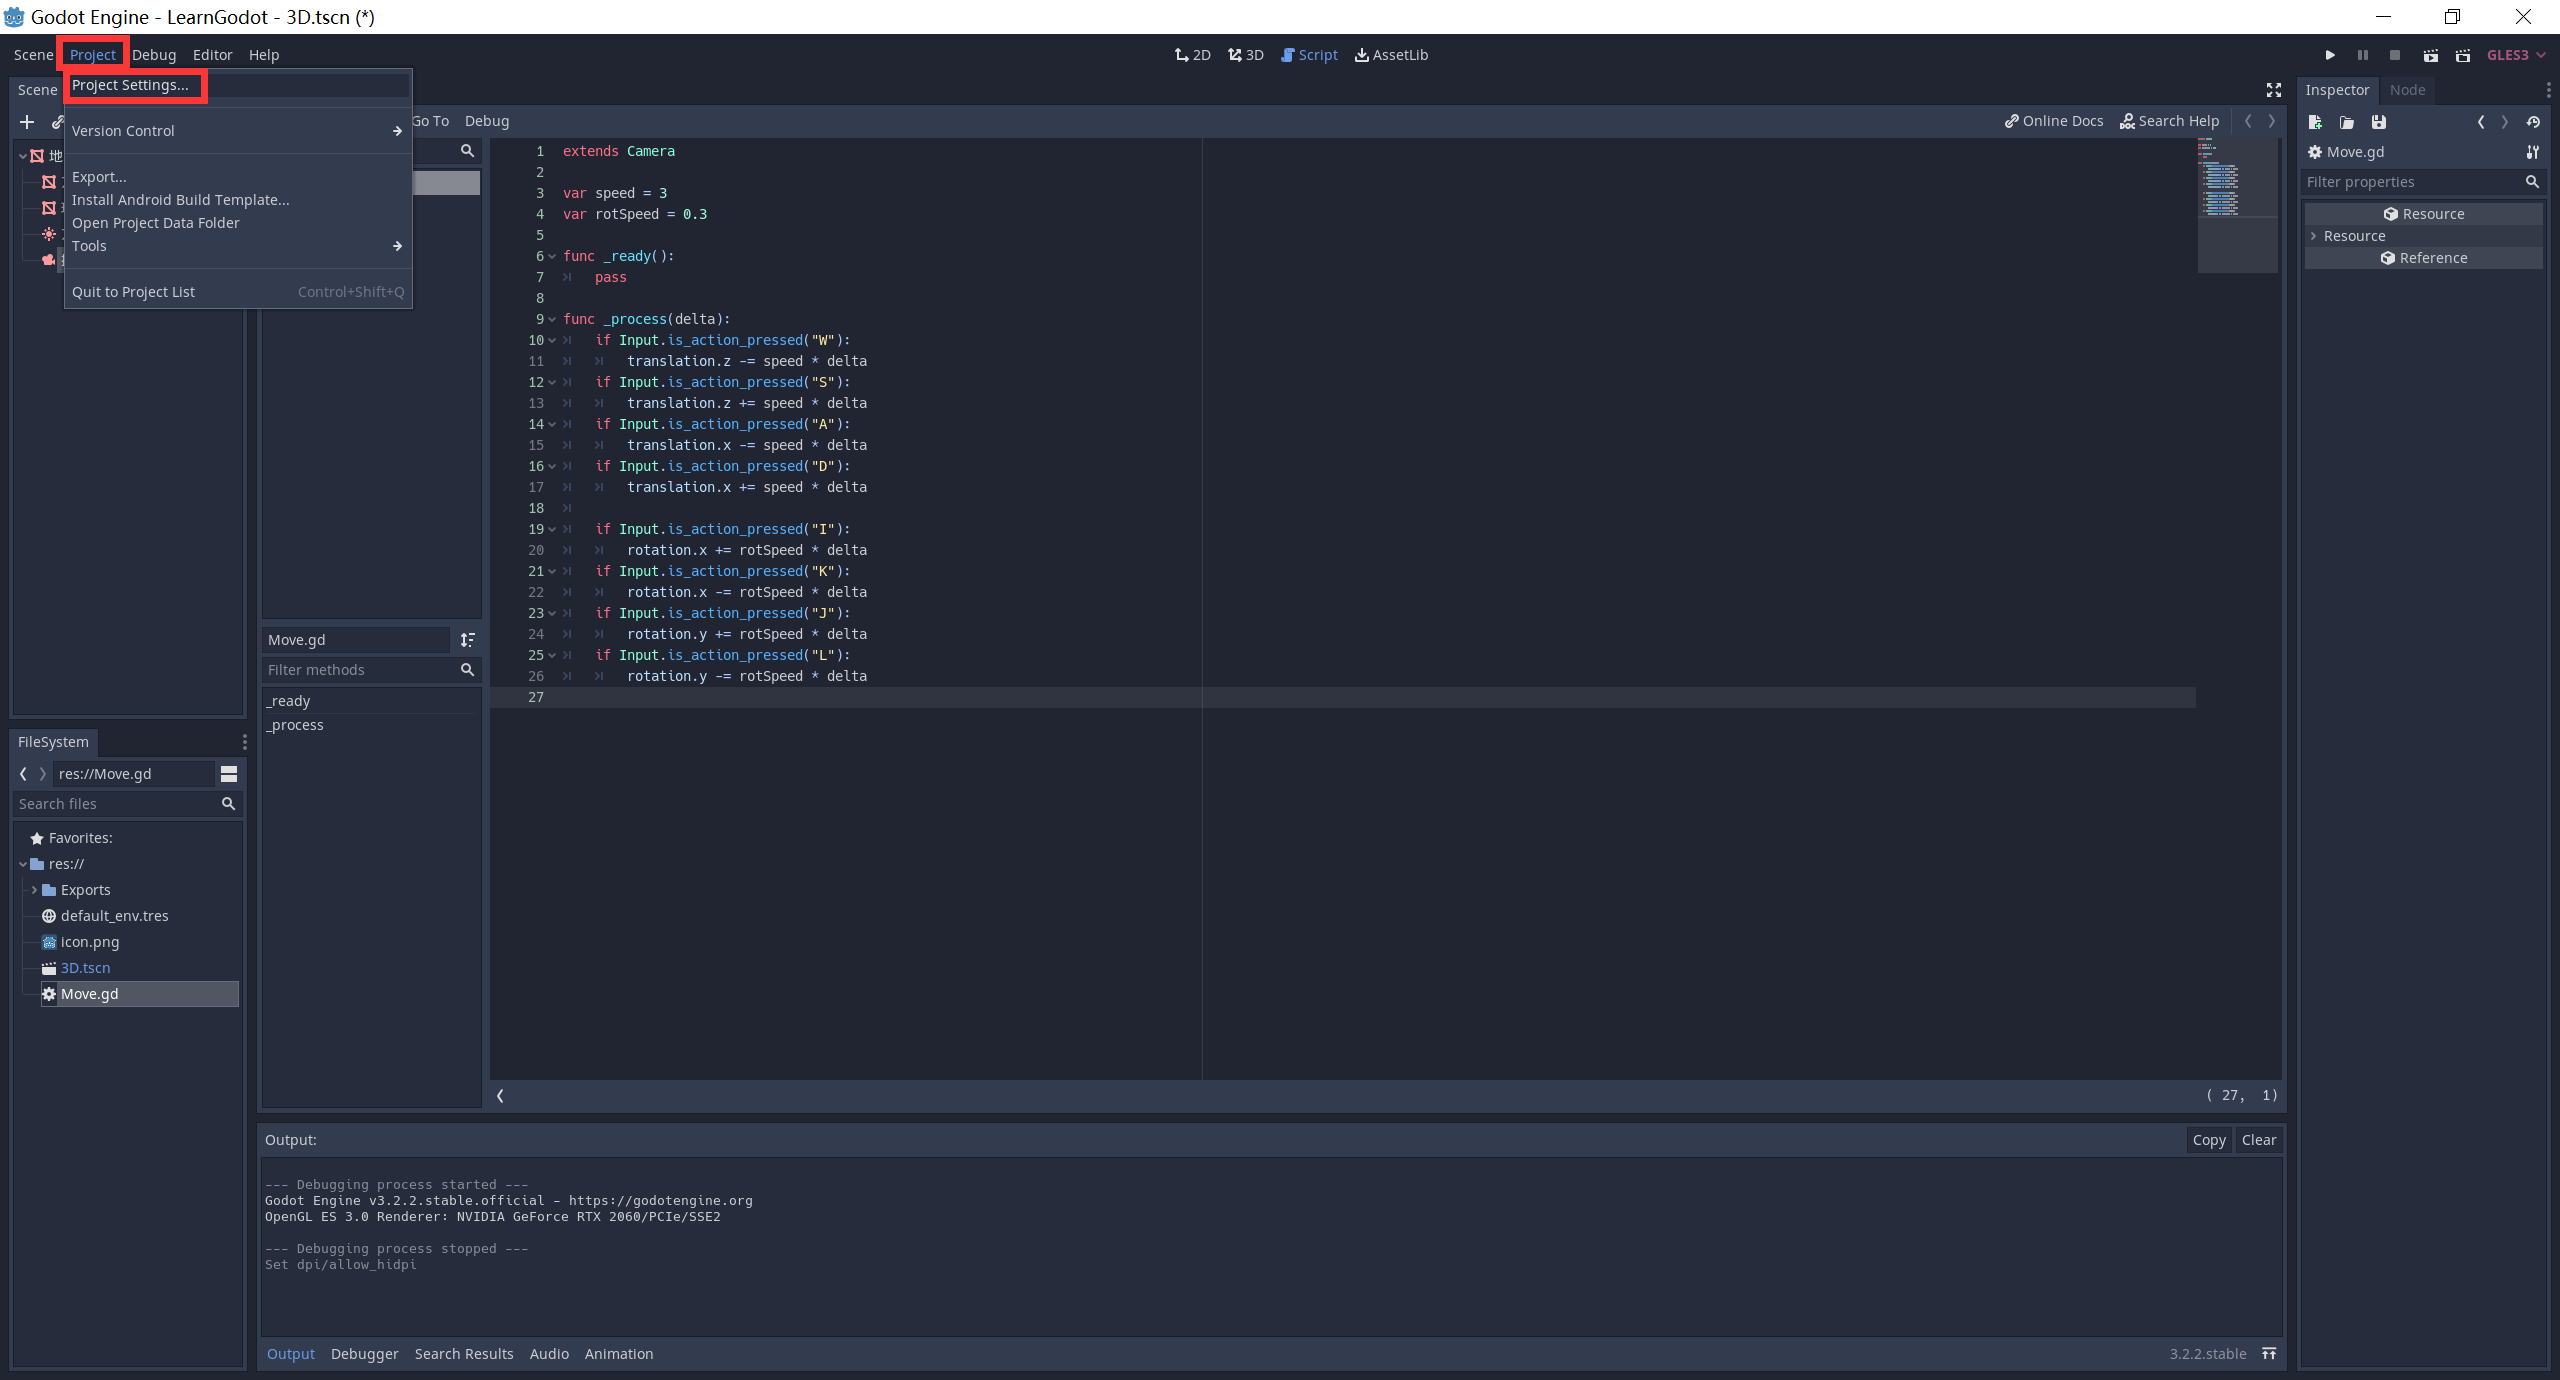 Godot Engine - LearnGodot - 3D.tscn (*)
Scene Project Debug Editor Help
2D 3D Script AssetLib
GLES3
Scene
Project Settings...
Version Control
Export...
Install Android Build Template...
Open Project Data Folder
Tools
Quit to Project List Control+Shift+Q
Go To Debug
Online Docs Search Help
地
1 extends Camera
2
3 var speed = 3
4 var rotSpeed = 0.3
5
6 func _ready():
7 pass
8
9 func _process(delta):
10 if Input.is_action_pressed("W"):
11 translation.z -= speed * delta
12 if Input.is_action_pressed("S"):
13 translation.z += speed * delta
14 if Input.is_action_pressed("A"):
15 translation.x -= speed * delta
16 if Input.is_action_pressed("D"):
17 translation.x += speed * delta
18
19 if Input.is_action_pressed("I"):
20 rotation.x += rotSpeed * delta
21 if Input.is_action_pressed("K"):
22 rotation.x -= rotSpeed * delta
23 if Input.is_action_pressed("J"):
24 rotation.y += rotSpeed * delta
25 if Input.is_action_pressed("L"):
26 rotation.y -= rotSpeed * delta
27
( 27, 1)
Move.gd
Filter methods
_ready
_process
FileSystem
res://Move.gd
Search files
Favorites:
res://
Exports
default_env.tres
icon.png
3D.tscn
Move.gd
Output:
Copy Clear
--- Debugging process started ---
Godot Engine v3.2.2.stable.official - https://godotengine.org
OpenGL ES 3.0 Renderer: NVIDIA GeForce RTX 2060/PCIe/SSE2
--- Debugging process stopped ---
Set dpi/allow_hidpi
Output Debugger Search Results Audio Animation
3.2.2.stable
Inspector Node
Move.gd
Filter properties
Resource
Resource
Reference